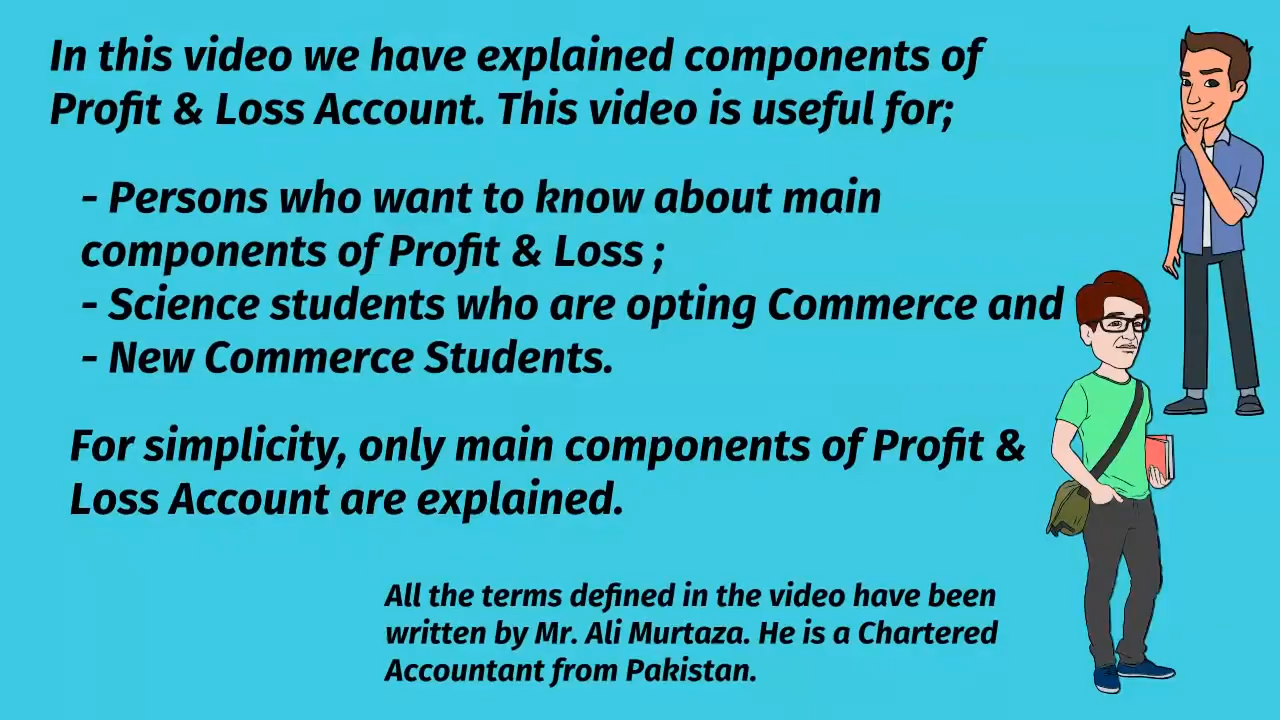 In this video we have explained components of
Profit & Loss Account. This video is useful for;
- Persons who want to know about main
components of Profit & Loss ;
- Science students who are opting Commerce and
- New Commerce Students.
For simplicity, only main components of Profit &
Loss Account are explained.
All the terms defined in the video have been
written by Mr. Ali Murtaza. He is a Chartered
Accountant from Pakistan.